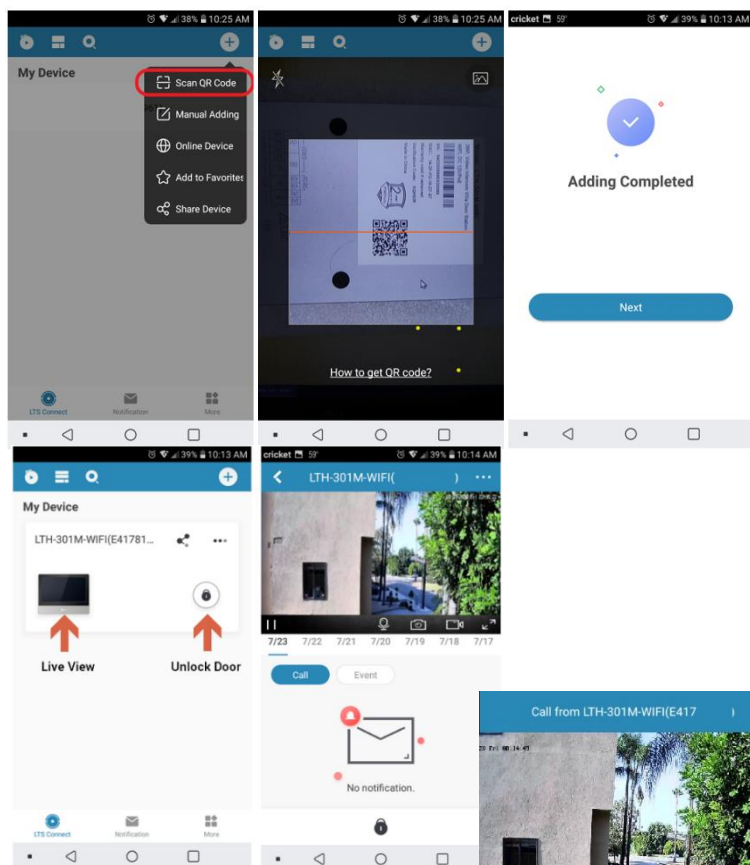 38% 10:25 AM
My Device
Scan QR Code
Manual Adding
Online Device
Add to Favorites
Share Device
LTS Connect
Notification
More
38% 10:25 AM
How to get QR code?
cricket 59° 39% 10:13 AM
Adding Completed
Next
39% 10:13 AM
My Device
LTH-301M-WIFI(E41781...
Live View
Unlock Door
LTS Connect
Notification
More
cricket 59° 39% 10:14 AM
LTH-301M-WIFI( )
7/23 7/22 7/21 7/20 7/19 7/18 7/17
Call
Event
No notification.
Call from LTH-301M-WIFI(E417 )